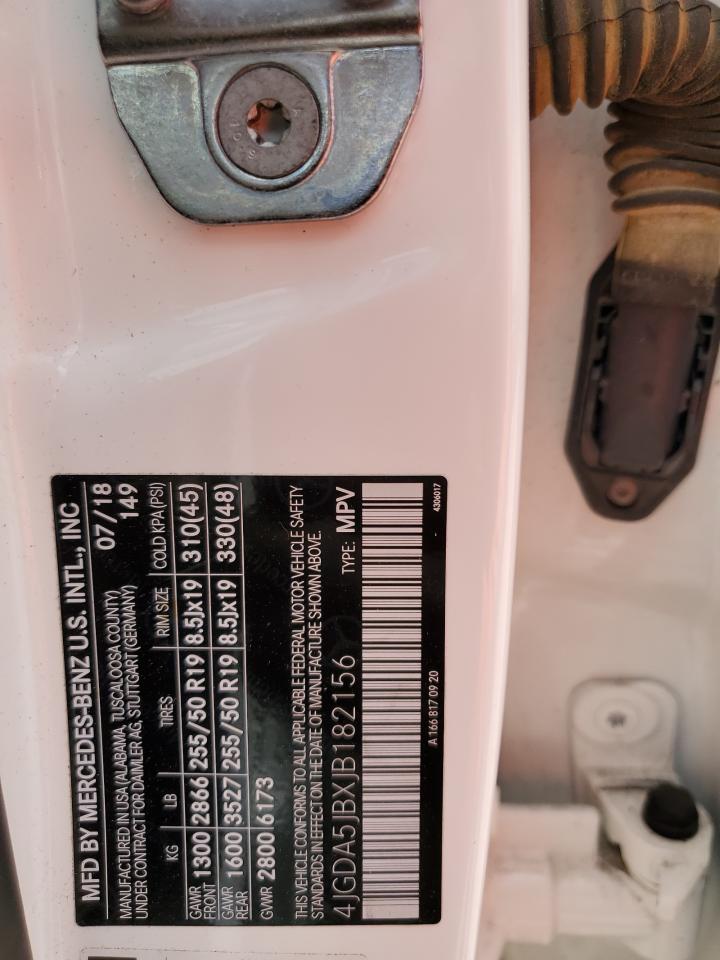 MFD BY MERCEDES-BENZ U.S. INTL., INC
07/18
MANUFACTURED IN USA (ALABAMA, TUSCALOOSA COUNTY)
149
UNDER CONTRACT FOR DAIMLER AG, STUTTGART (GERMANY)
KG LB TIRES RIM SIZE COLD KPA (PSI)
GAWR FRONT 1300 2866 255/50 R19 8.5Jx19 310(45)
GAWR REAR 1600 3527 255/50 R19 8.5Jx19 330(48)
GVWR 2800 6173
THIS VEHICLE CONFORMS TO ALL APPLICABLE FEDERAL MOTOR VEHICLE SAFETY
STANDARDS IN EFFECT ON THE DATE OF MANUFACTURE SHOWN ABOVE.
4JGDA5JBXJB182156 TYPE: MPV
A 166 817 09 20 - 4306017